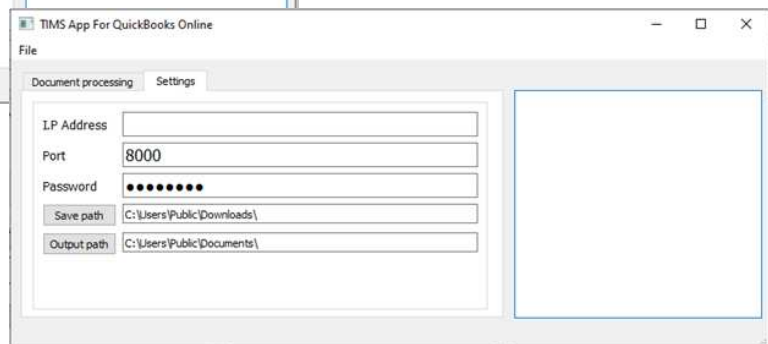 TIMS App For QuickBooks Online
File
Document processing Settings
I.P Address
Port 8000
Password ●●●●●●●●
Save path C:\Users\Public\Downloads\
Output path C:\Users\Public\Documents\